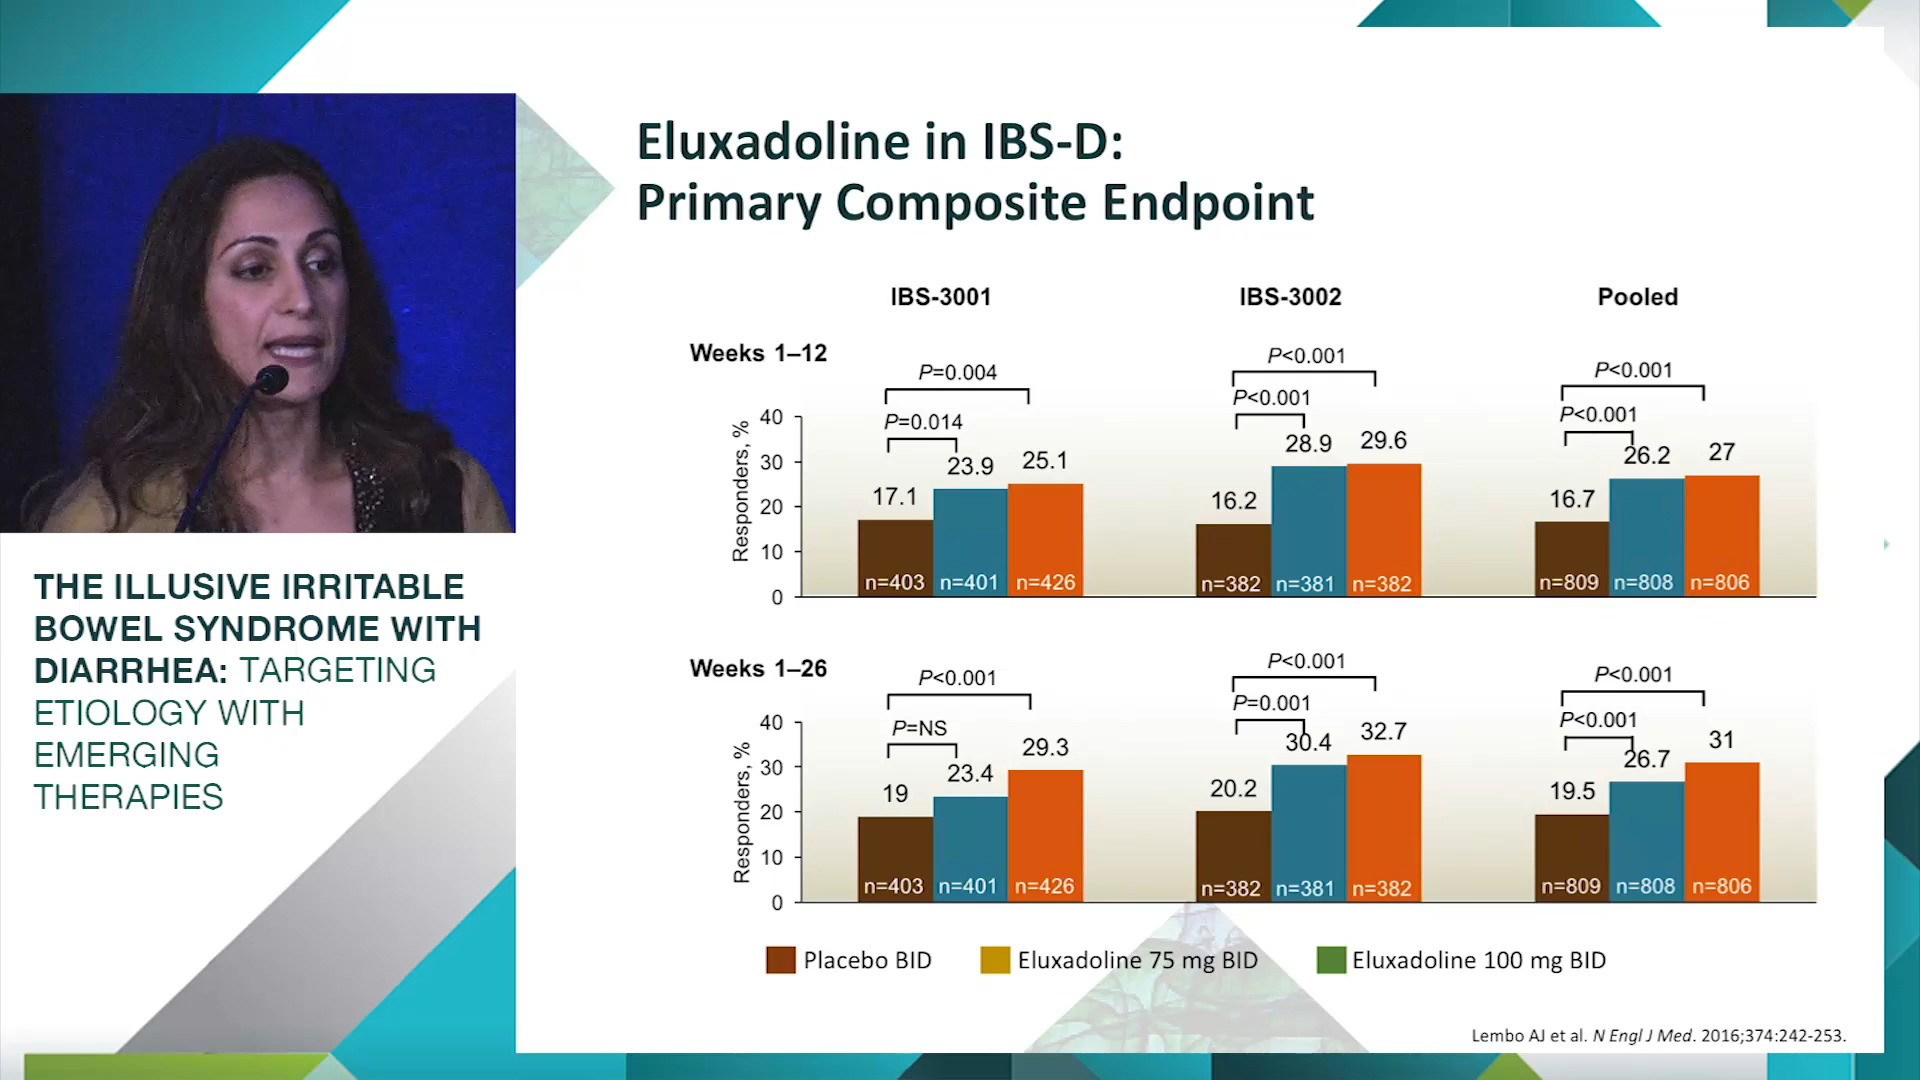 Eluxadoline in IBS-D:
Primary Composite Endpoint
THE ILLUSIVE IRRITABLE
BOWEL SYNDROME WITH
DIARRHEA: TARGETING
ETIOLOGY WITH
EMERGING
THERAPIES
IBS-3001
IBS-3002
Pooled
Weeks 1–12
P=0.004
P=0.014
P<0.001
P<0.001
P<0.001
P<0.001
Responders, %
40
30
20
10
0
17.1
23.9
25.1
16.2
28.9
29.6
16.7
26.2
27
n=403
n=401
n=426
n=382
n=381
n=382
n=809
n=808
n=806
Weeks 1–26
P<0.001
P=NS
P<0.001
P=0.001
P<0.001
P<0.001
Responders, %
40
30
20
10
0
19
23.4
29.3
20.2
30.4
32.7
19.5
26.7
31
n=403
n=401
n=426
n=382
n=381
n=382
n=809
n=808
n=806
Placebo BID
Eluxadoline 75 mg BID
Eluxadoline 100 mg BID
Lembo AJ et al. N Engl J Med. 2016;374:242-253.